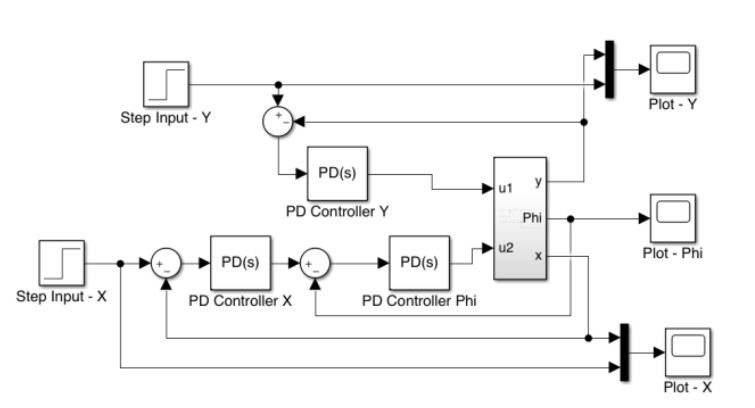 Plot - Y
Step Input - Y
+
−
PD(s)
PD Controller Y
u1
y
Phi
u2
x
Plot - Phi
Step Input - X
+
−
PD(s)
PD Controller X
+
−
PD(s)
PD Controller Phi
Plot - X